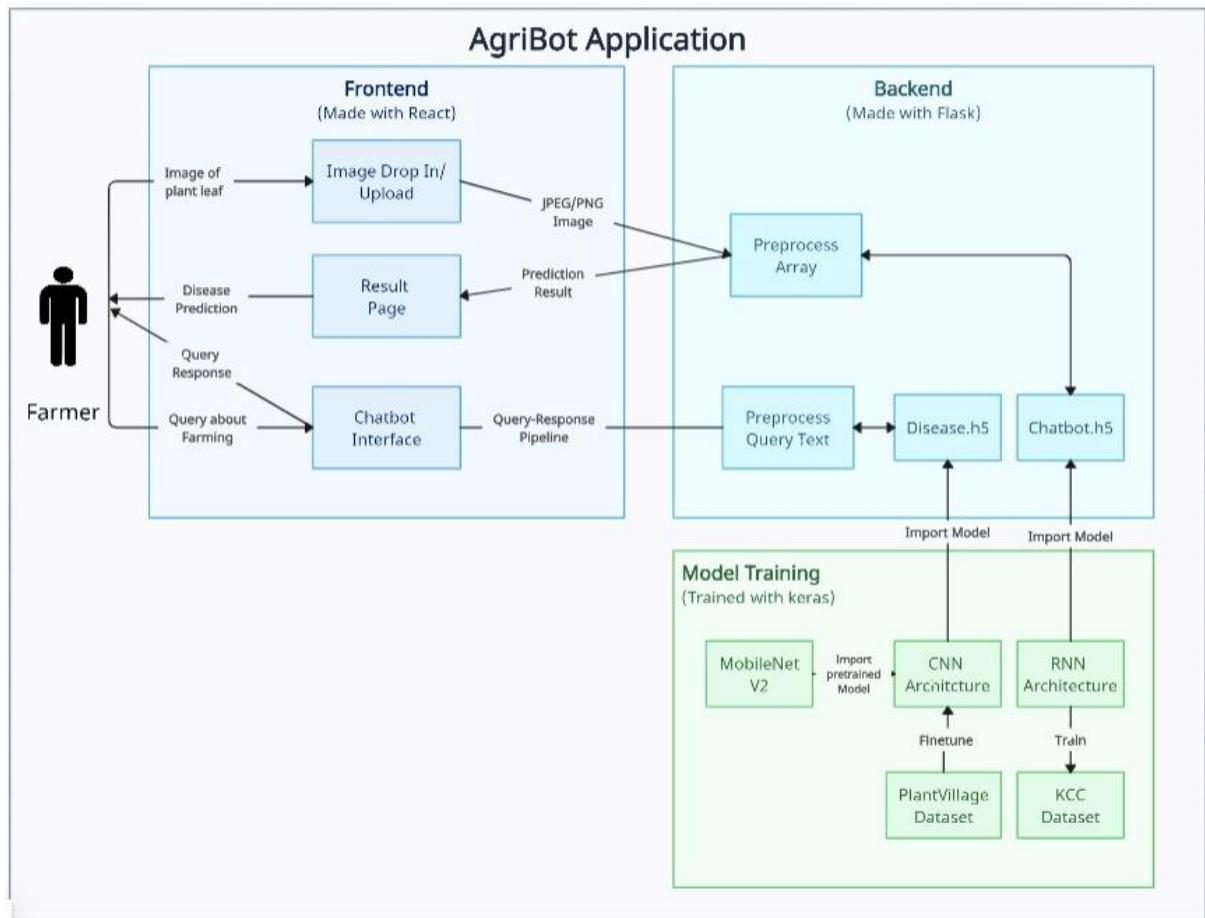 AgriBot Application
Frontend
(Made with React)
Image Drop In/
Upload
Image of
plant leaf
JPEG/PNG
Image
Result
Page
Disease
Prediction
Prediction
Result
Query
Response
Farmer
Query about
Farming
Chatbot
Interface
Query-Response
Pipeline
Backend
(Made with Flask)
Preprocess
Array
Preprocess
Query Text
Disease.h5
Chatbot.h5
Import Model
Import Model
Model Training
(Trained with keras)
MobileNet
V2
Import
pretrained
Model
CNN
Architcture
RNN
Architecture
Finetune
Train
PlantVillage
Dataset
KCC
Dataset